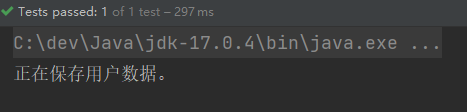 Tests passed: 1 of 1 test – 297 ms
C:\dev\Java\jdk-17.0.4\bin\java.exe ...
正在保存用户数据。